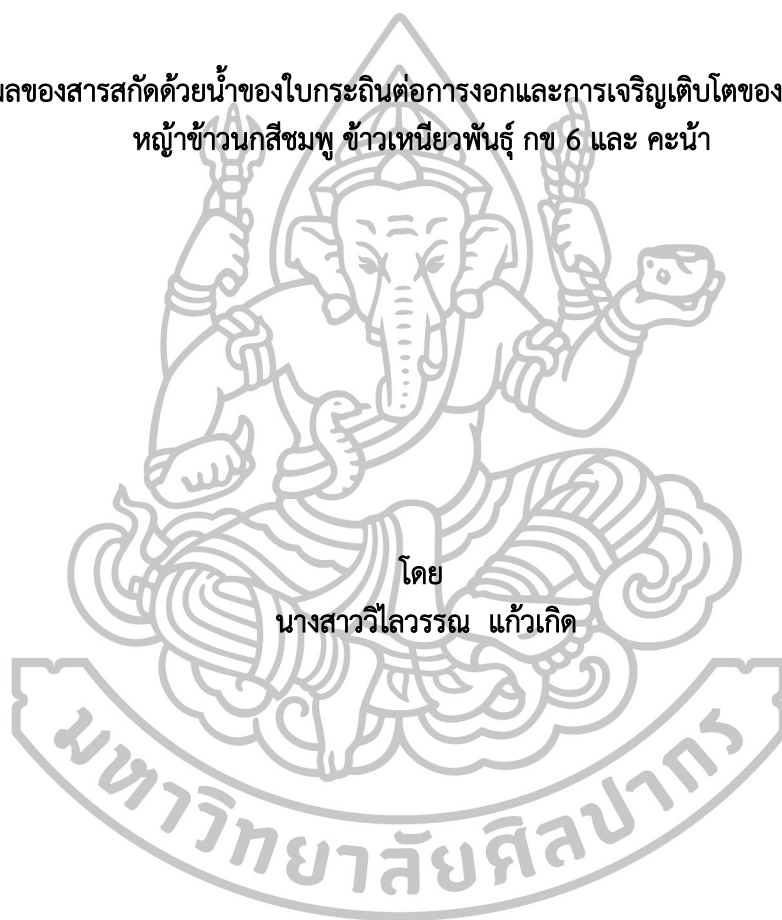 ของสารสกัดด้วยน้ำของใบกระถินต่อการงอกและการเจริญเติบโตของ
หญ้าข้าวนกสีชมพู ข้าวเหนียวพันธุ์ กข 6 และ คะน้า
โดย
นางสาววิไลวรรณ แก้วเกิด
มหาวิทยาลัยศิลปากร